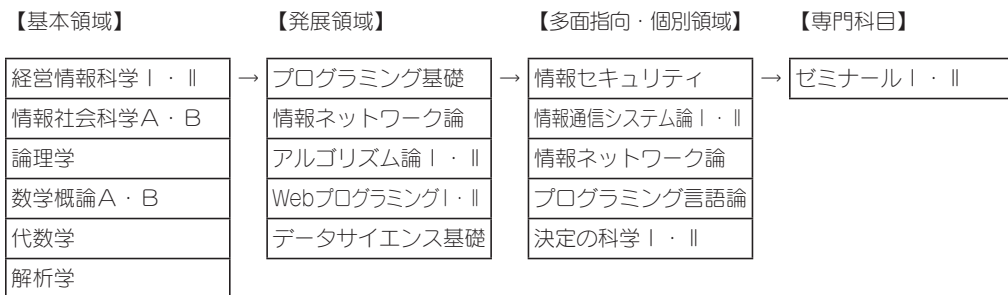 【基本領域】 【発展領域】 【多面指向・個別領域】 【専門科目】
経営情報科学Ⅰ・Ⅱ → プログラミング基礎 → 情報セキュリティ → ゼミナールⅠ・Ⅱ
情報社会科学A・B 情報ネットワーク論 情報通信システム論Ⅰ・Ⅱ
論理学 アルゴリズム論Ⅰ・Ⅱ 情報ネットワーク論
数学概論A・B WebプログラミングⅠ・Ⅱ プログラミング言語論
代数学 データサイエンス基礎 決定の科学Ⅰ・Ⅱ
解析学